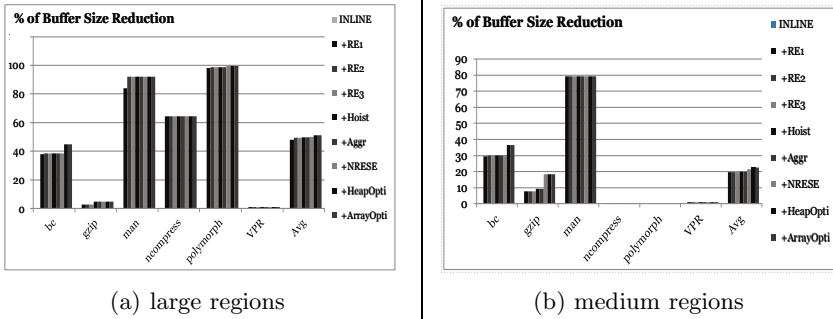 % of Buffer Size Reduction
100
80
60
40
20
0
bc
gzip
man
ncompress
polymorph
VPR
Avg
INLINE
+RE1
+RE2
+RE3
+Hoist
+Aggr
+NRESE
+HeapOpti
+ArrayOpti
(a) large regions
% of Buffer Size Reduction
90
80
70
60
50
40
30
20
10
0
bc
gzip
man
ncompress
polymorph
VPR
Avg
INLINE
+RE1
+RE2
+RE3
+Hoist
+Aggr
+NRESE
+HeapOpti
+ArrayOpti
(b) medium regions